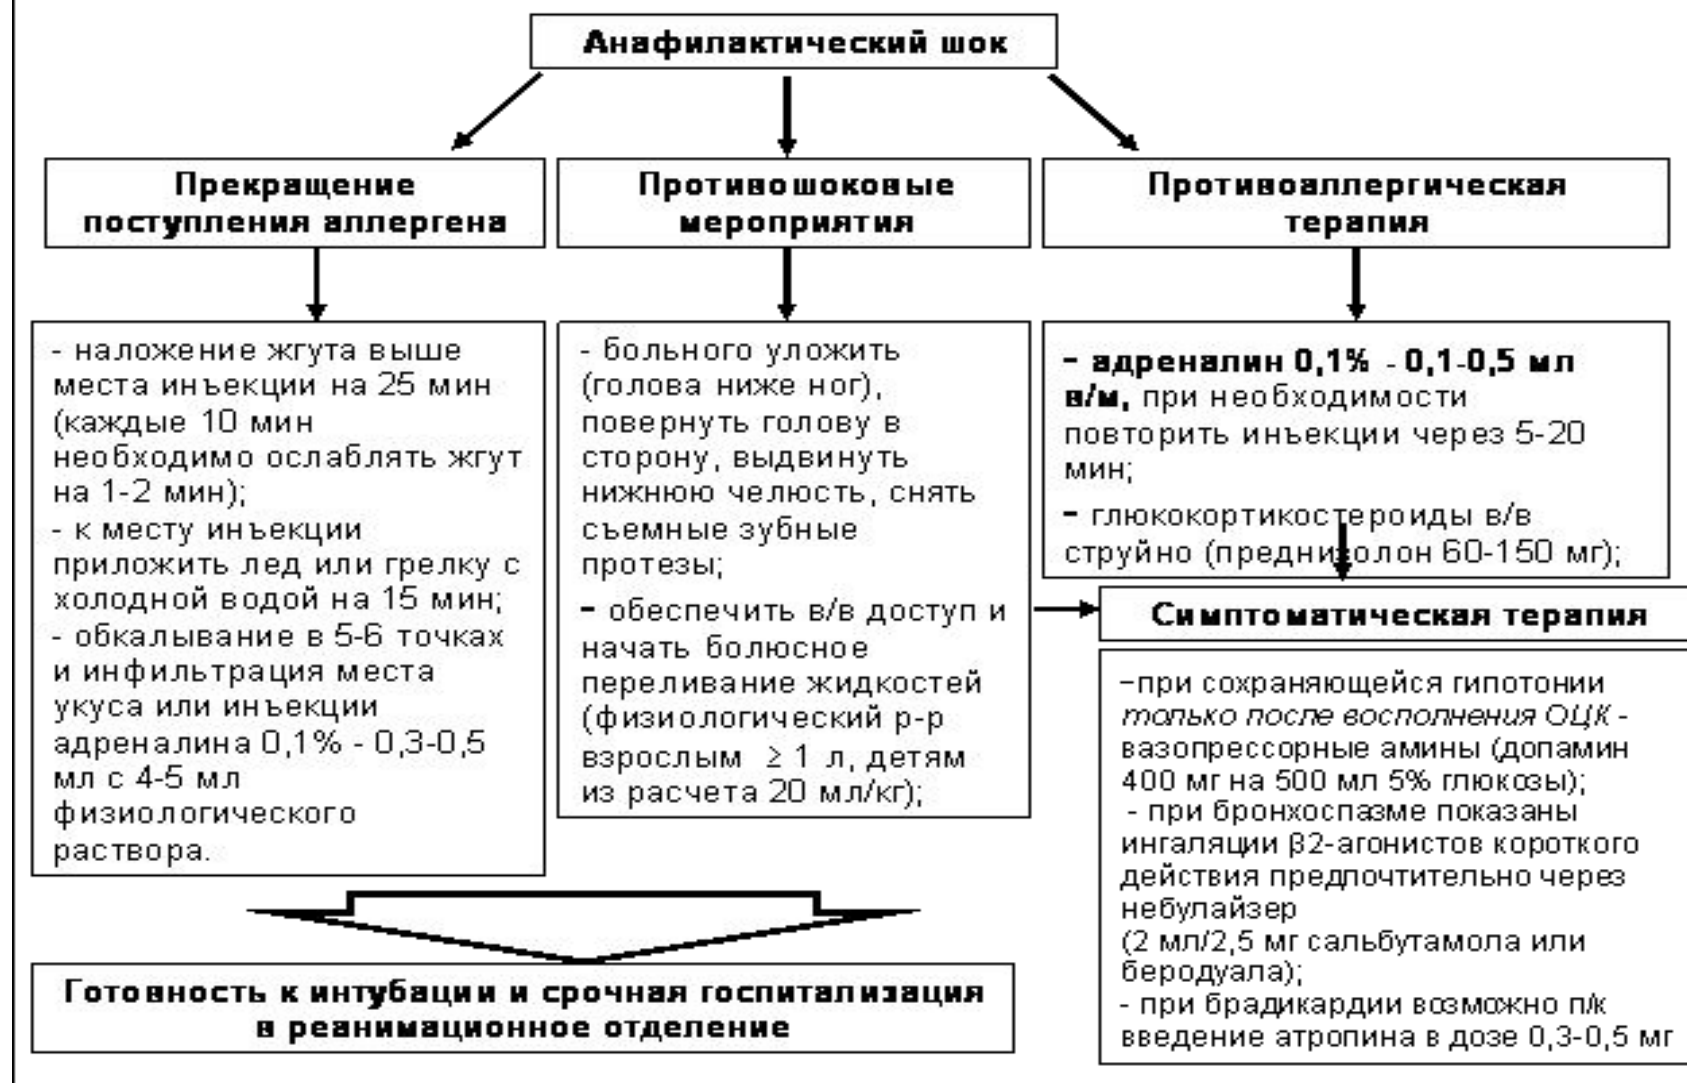 Анафилактический шок
Прекращение
поступления аллергена
Противошоковые
мероприятия
Противоаллергическая
терапия
- наложение жгута выше
места инъекции на 25 мин
(каждые 10 мин
необходимо ослаблять жгут
на 1-2 мин);
- к месту инъекции
приложить лед или грелку с
холодной водой на 15 мин;
- обкалывание в 5-6 точках
и инфильтрация места
укуса или инъекции
адреналина 0,1% - 0,3-0,5
мл с 4-5 мл
физиологического
раствора.
- больного уложить
(голова ниже ног),
повернуть голову в
сторону, выдвинуть
нижнюю челюсть, снять
съемные зубные
протезы;
– обеспечить в/в доступ и
начать болюсное
переливание жидкостей
(физиологический р-р
взрослым ≥ 1 л, детям
из расчета 20 мл/кг);
– адреналин 0,1% - 0,1-0,5 мл
в/м, при необходимости
повторить инъекции через 5-20
мин;
– глюкокортикостероиды в/в
струйно (преднизолон 60-150 мг);
Симптоматическая терапия
–при сохраняющейся гипотонии
только после восполнения ОЦК -
вазопрессорные амины (допамин
400 мг на 500 мл 5% глюкозы);
- при бронхоспазме показаны
ингаляции β2-агонистов короткого
действия предпочтительно через
небулайзер
(2 мл/2,5 мг сальбутамола или
беродуала);
- при брадикардии возможно п/к
введение атропина в дозе 0,3-0,5 мг
Готовность к интубации и срочная госпитализация
в реанимационное отделение